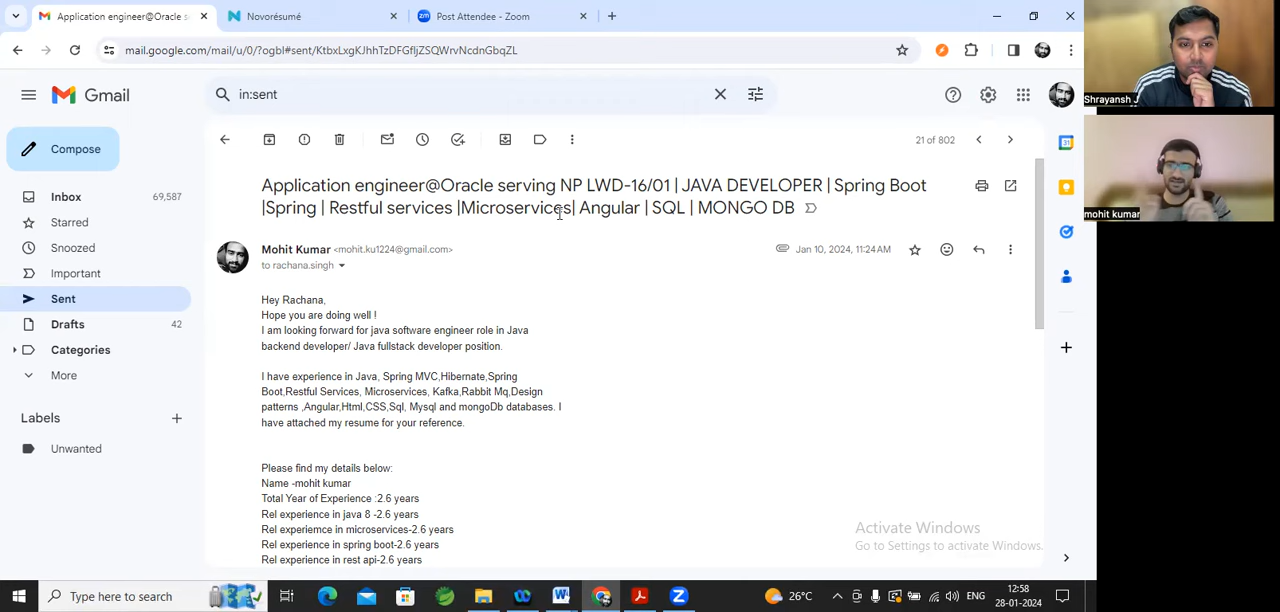 Application engineer@Oracle s
Novorésumé
Post Attendee - Zoom
mail.google.com/mail/u/0/?ogbl#sent/KtbxLxgKJhhTzDFGfljZSQWrvNcdnGbqZL
Gmail
in:sent
Compose
21 of 802
Inbox 69,587
Starred
Snoozed
Important
Sent
Drafts 42
Categories
More
Labels
Unwanted
Application engineer@Oracle serving NP LWD-16/01 | JAVA DEVELOPER | Spring Boot
|Spring | Restful services |Microservices| Angular | SQL | MONGO DB
Mohit Kumar <mohit.ku1224@gmail.com>
Jan 10, 2024, 11:24 AM
to rachana.singh
Hey Rachana,
Hope you are doing well !
I am looking forward for java software engineer role in Java
backend developer/ Java fullstack developer position.
I have experience in Java, Spring MVC,Hibernate,Spring
Boot,Restful Services, Microservices, Kafka,Rabbit Mq,Design
patterns ,Angular,Html,CSS,Sql, Mysql and mongoDb databases. I
have attached my resume for your reference.
Please find my details below:
Name -mohit kumar
Total Year of Experience :2.6 years
Rel experience in java 8 -2.6 years
Rel experiemce in microservices-2.6 years
Rel experience in spring boot-2.6 years
Rel experience in rest api-2.6 years
Activate Windows
Go to Settings to activate Windows.
Shrayansh J
mohit kumar
Type here to search
26°C
ENG
12:58
28-01-2024